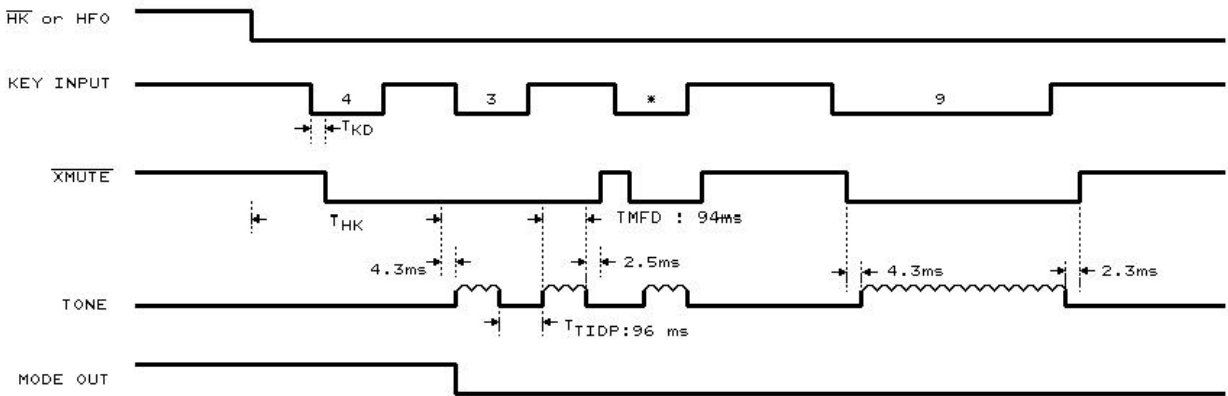 HK or HFO
KEY INPUT
4
3
*
9
TKD
XMUTE
THK
TMFD : 94ms
4.3ms
2.5ms
4.3ms
2.3ms
TONE
TTIDP:96 ms
MODE OUT